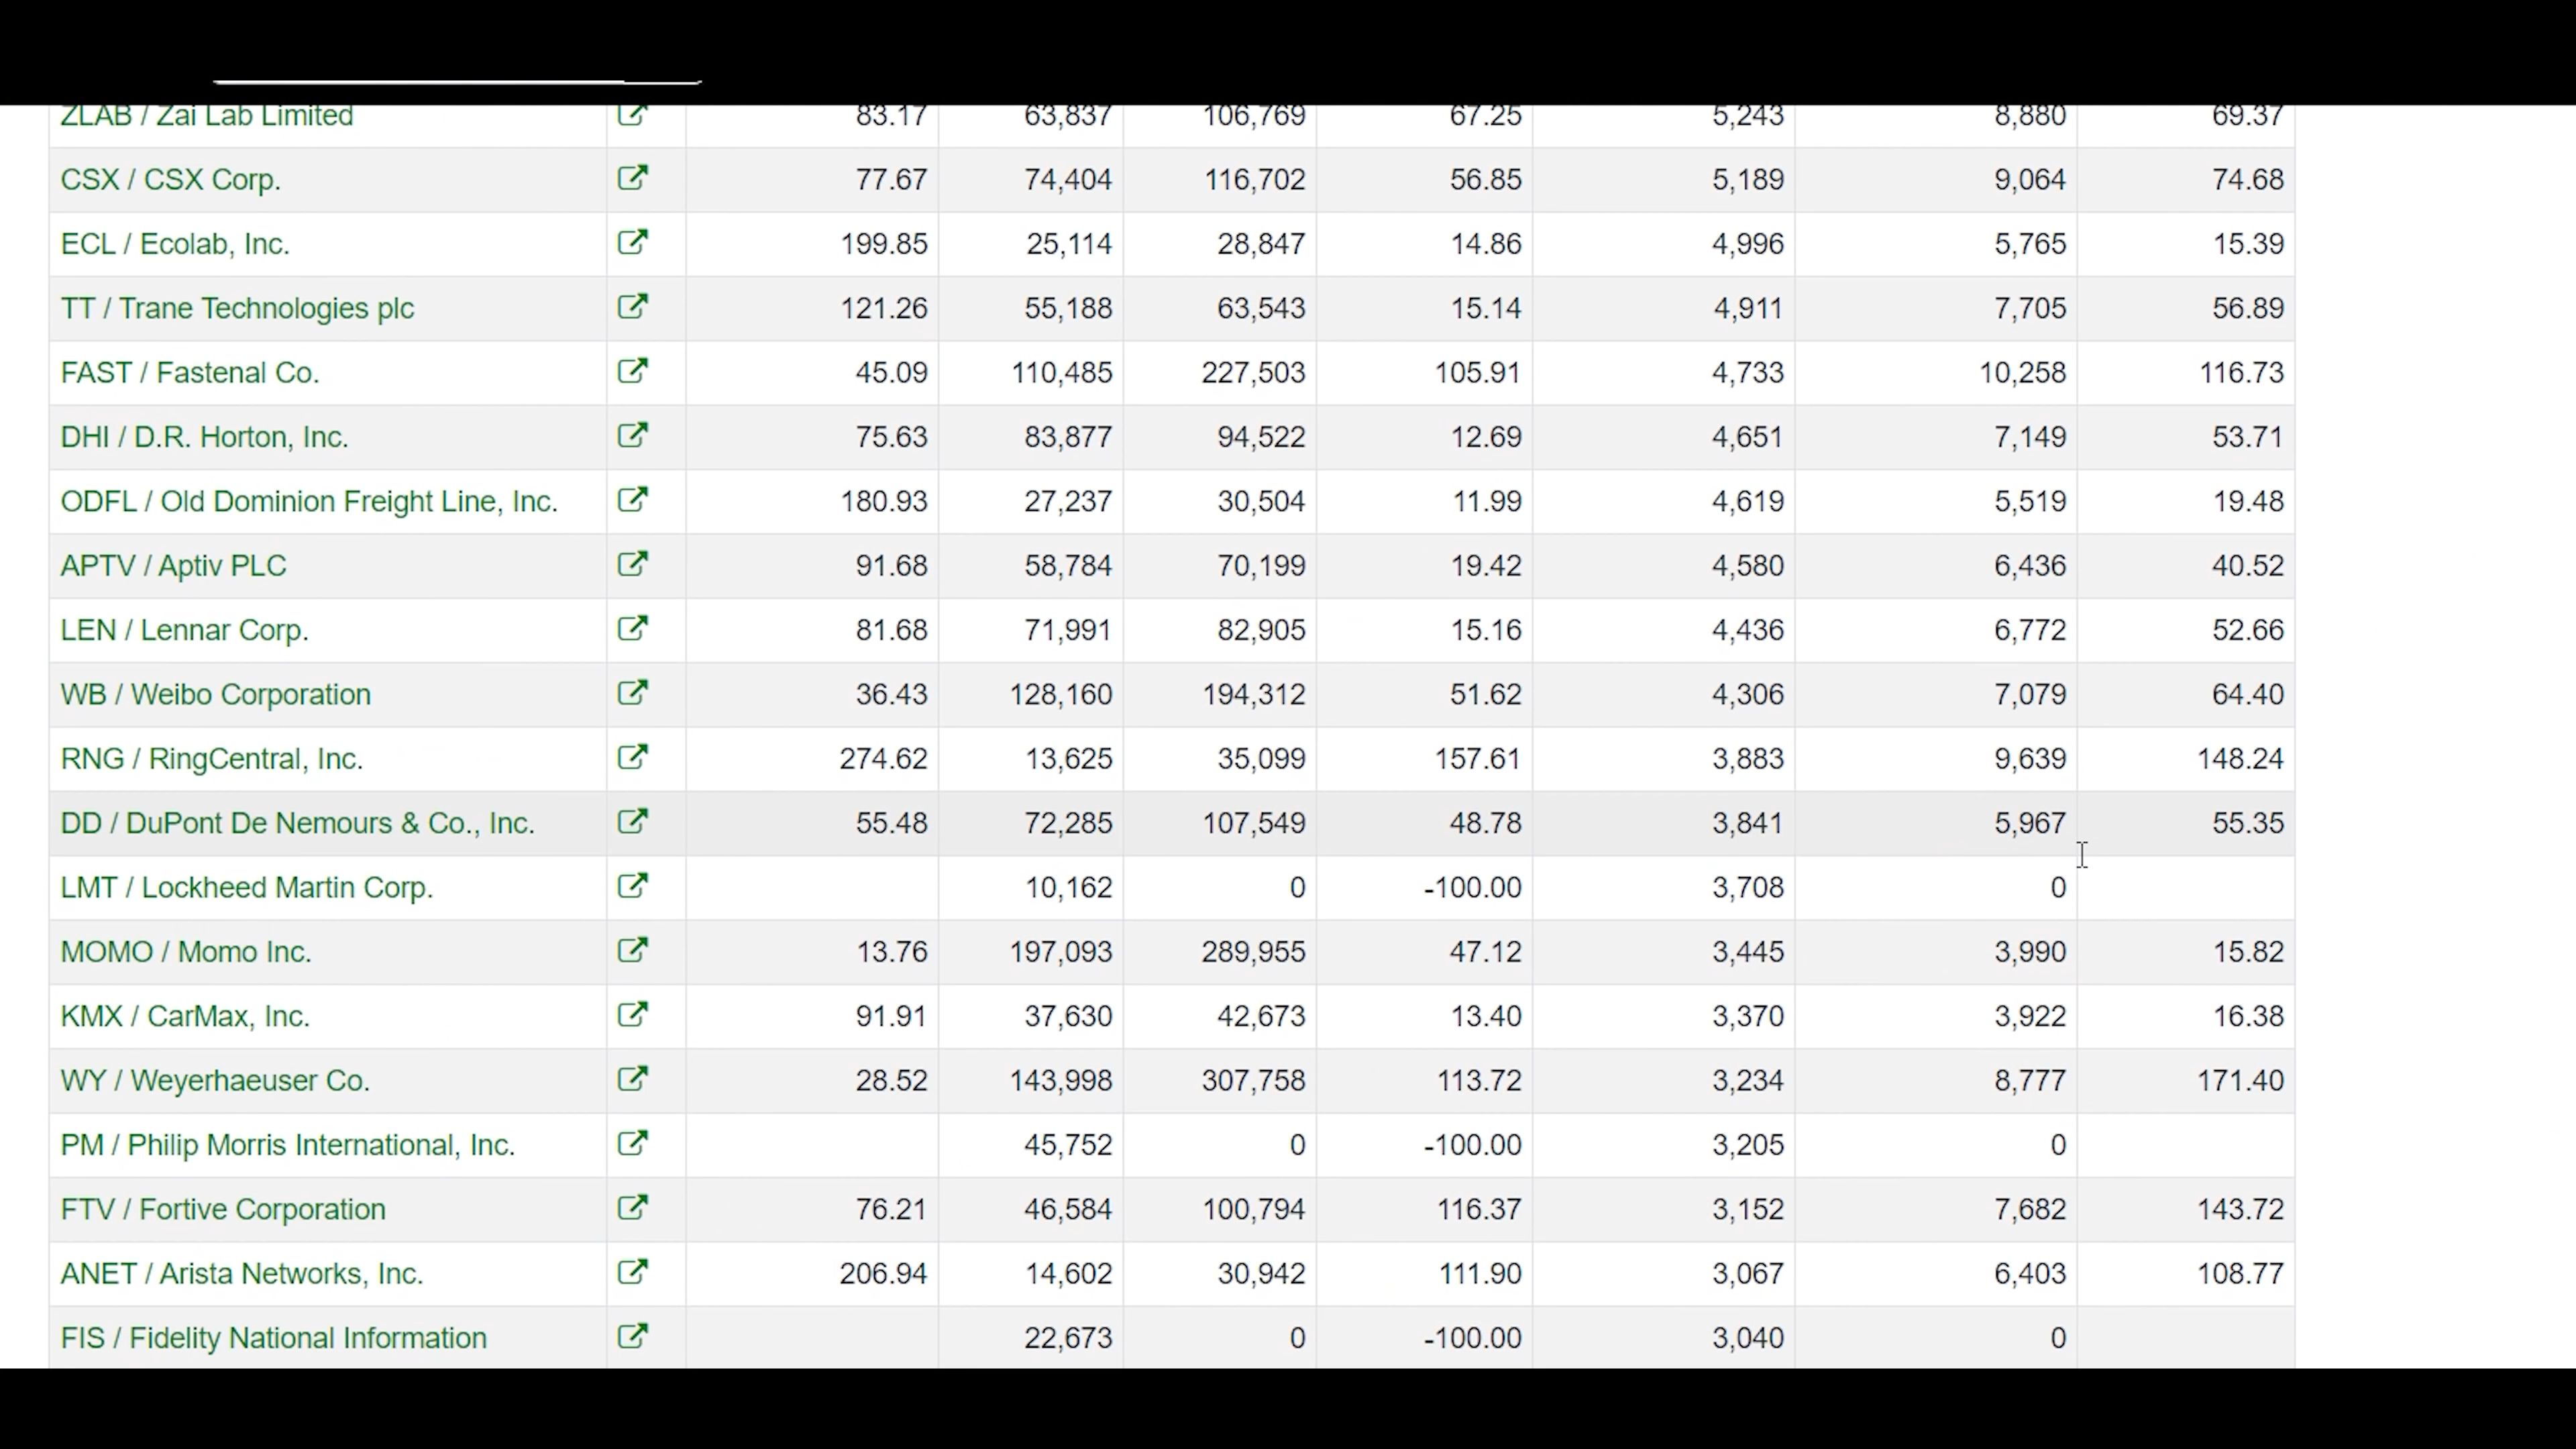 ZLAB / Zai Lab Limited 83.17 63,837 106,769 67.25 5,243 8,880 69.37
CSX / CSX Corp. 77.67 74,404 116,702 56.85 5,189 9,064 74.68
ECL / Ecolab, Inc. 199.85 25,114 28,847 14.86 4,996 5,765 15.39
TT / Trane Technologies plc 121.26 55,188 63,543 15.14 4,911 7,705 56.89
FAST / Fastenal Co. 45.09 110,485 227,503 105.91 4,733 10,258 116.73
DHI / D.R. Horton, Inc. 75.63 83,877 94,522 12.69 4,651 7,149 53.71
ODFL / Old Dominion Freight Line, Inc. 180.93 27,237 30,504 11.99 4,619 5,519 19.48
APTV / Aptiv PLC 91.68 58,784 70,199 19.42 4,580 6,436 40.52
LEN / Lennar Corp. 81.68 71,991 82,905 15.16 4,436 6,772 52.66
WB / Weibo Corporation 36.43 128,160 194,312 51.62 4,306 7,079 64.40
RNG / RingCentral, Inc. 274.62 13,625 35,099 157.61 3,883 9,639 148.24
DD / DuPont De Nemours & Co., Inc. 55.48 72,285 107,549 48.78 3,841 5,967 55.35
LMT / Lockheed Martin Corp. 10,162 0 -100.00 3,708 0
MOMO / Momo Inc. 13.76 197,093 289,955 47.12 3,445 3,990 15.82
KMX / CarMax, Inc. 91.91 37,630 42,673 13.40 3,370 3,922 16.38
WY / Weyerhaeuser Co. 28.52 143,998 307,758 113.72 3,234 8,777 171.40
PM / Philip Morris International, Inc. 45,752 0 -100.00 3,205 0
FTV / Fortive Corporation 76.21 46,584 100,794 116.37 3,152 7,682 143.72
ANET / Arista Networks, Inc. 206.94 14,602 30,942 111.90 3,067 6,403 108.77
FIS / Fidelity National Information 22,673 0 -100.00 3,040 0